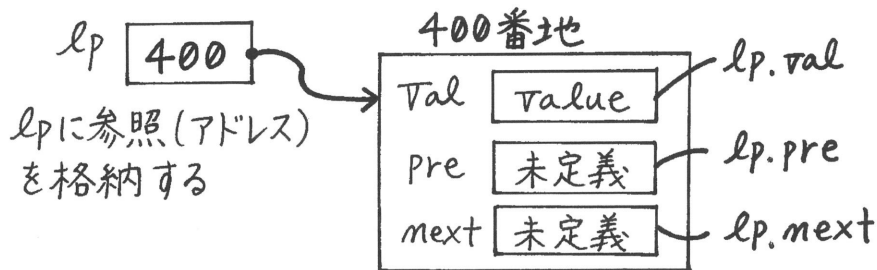 400番地
lp 400
lpに参照(アドレス)
を格納する
val value lp.val
pre 未定義 lp.pre
next 未定義 lp.next